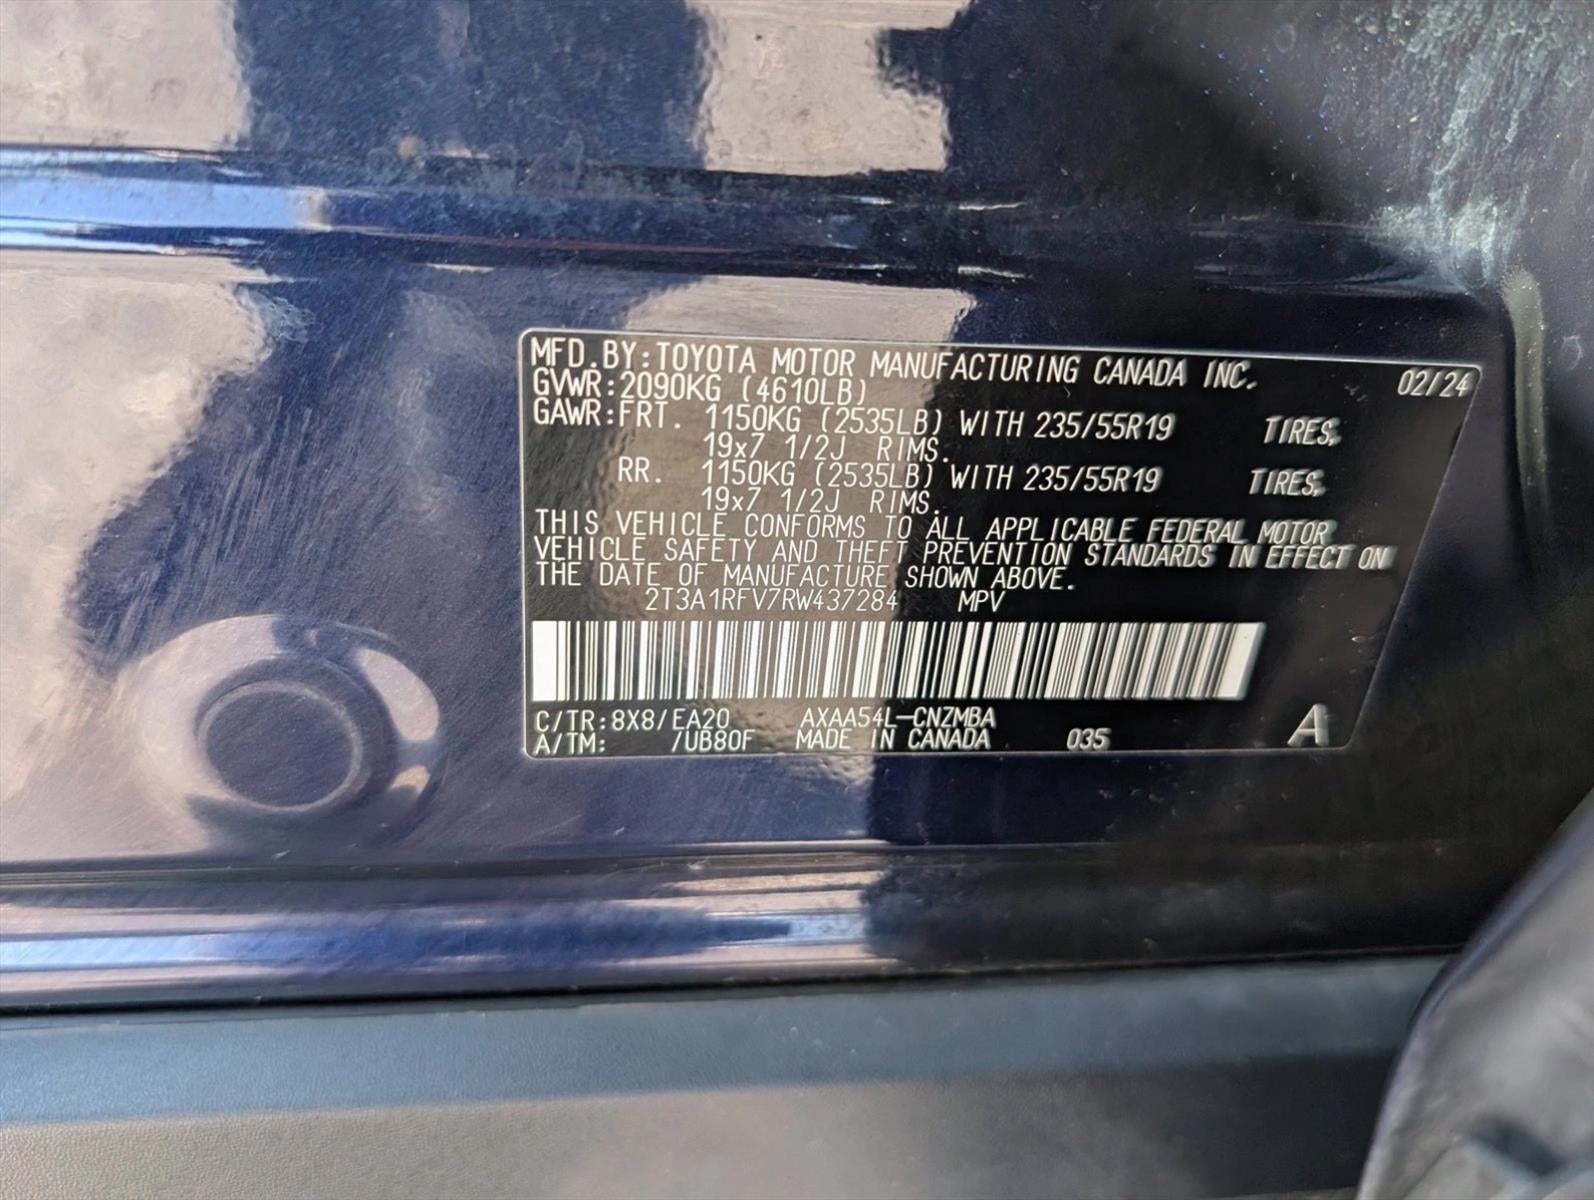 MFD.BY:TOYOTA MOTOR MANUFACTURING CANADA INC. 02/24
GVWR:2090KG (4610LB)
GAWR:FRT. 1150KG (2535LB) WITH 235/55R19 TIRES,
19x7 1/2J RIMS.
RR. 1150KG (2535LB) WITH 235/55R19 TIRES,
19x7 1/2J RIMS.
THIS VEHICLE CONFORMS TO ALL APPLICABLE FEDERAL MOTOR
VEHICLE SAFETY AND THEFT PREVENTION STANDARDS IN EFFECT ON
THE DATE OF MANUFACTURE SHOWN ABOVE.
2T3A1RFV7RW437284 MPV
C/TR:8X8/EA20 AXAA54L-CNZMBA
A/TM: /UB80F MADE IN CANADA 035 A